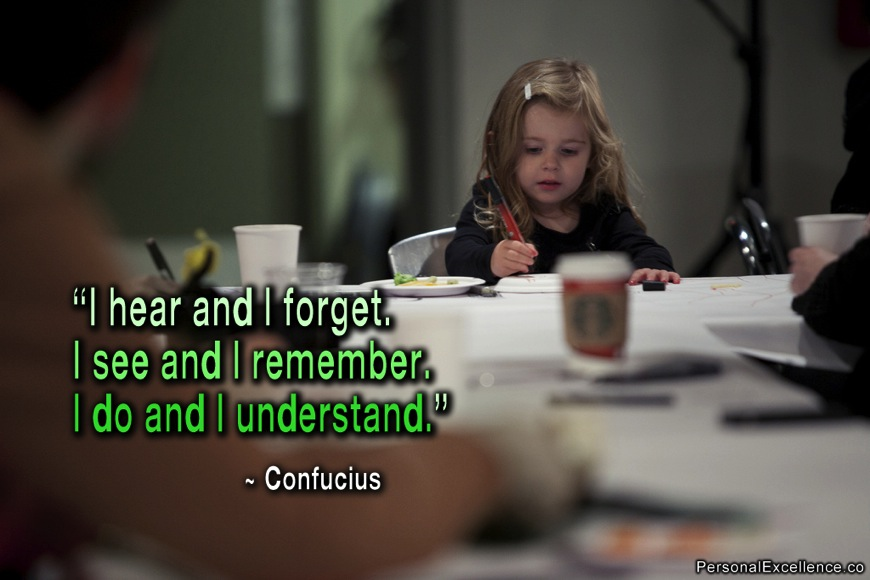 “I hear and I forget.
I see and I remember.
I do and I understand.”
~ Confucius
PersonalExcellence.co